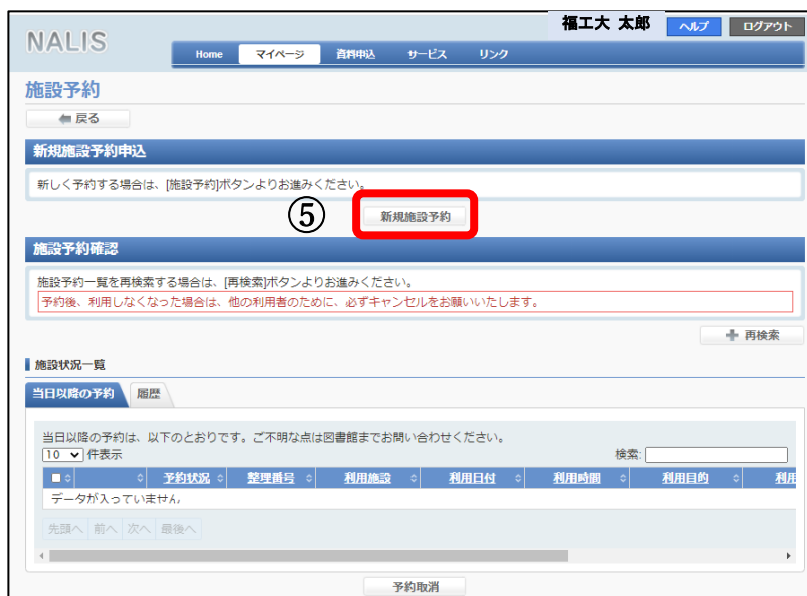 福工大 太郎
ヘルプ
ログアウト
NALIS
Home マイページ 資料申込 サービス リンク
施設予約
戻る
新規施設予約申込
新しく予約する場合は、[施設予約]ボタンよりお進みください。
⑤
新規施設予約
施設予約確認
施設予約一覧を再検索する場合は、[再検索]ボタンよりお進みください。
予約後、利用しなくなった場合は、他の利用者のために、必ずキャンセルをお願いいたします。
再検索
施設状況一覧
当日以降の予約 履歴
当日以降の予約は、以下のとおりです。ご不明な点は図書館までお問い合わせください。
10 件表示 検索:
予約状況 整理番号 利用施設 利用日付 利用時間 利用目的 利用
データが入っていません
先頭へ 前へ 次へ 最後へ
予約取消